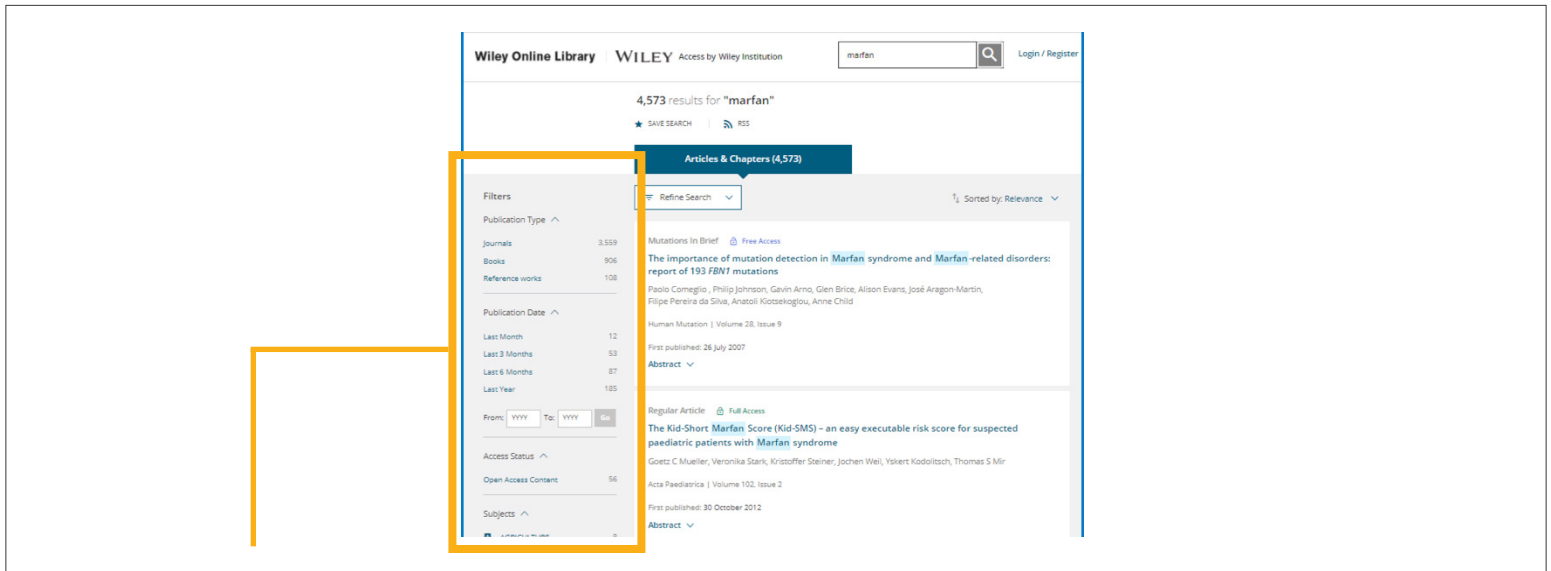 Wiley Online Library WILEY Access by Wiley Institution marfan Login / Register
4,573 results for "marfan"
SAVE SEARCH RSS
Articles & Chapters (4,573)
Filters
Publication Type
Journals 3,559
Books 906
Reference works 108
Publication Date
Last Month 12
Last 3 Months 53
Last 6 Months 87
Last Year 185
From: YYYY To: YYYY Go
Access Status
Open Access Content 56
Subjects
Refine Search Sorted by: Relevance
Mutations In Brief Free Access
The importance of mutation detection in Marfan syndrome and Marfan-related disorders:
report of 193 FBN1 mutations
Paolo Comeglio , Philip Johnson, Gavin Arno, Glen Brice, Alison Evans, José Aragon-Martin,
Filipe Pereira da Silva, Anatoli Kiotsekoglou, Anne Child
Human Mutation | Volume 28, Issue 9
First published: 26 July 2007
Abstract
Regular Article Full Access
The Kid-Short Marfan Score (Kid-SMS) – an easy executable risk score for suspected
paediatric patients with Marfan syndrome
Goetz C Mueller, Veronika Stark, Kristoffer Steiner, Jochen Weil, Yskert Kodolitsch, Thomas S Mir
Acta Paediatrica | Volume 102, Issue 2
First published: 30 October 2012
Abstract